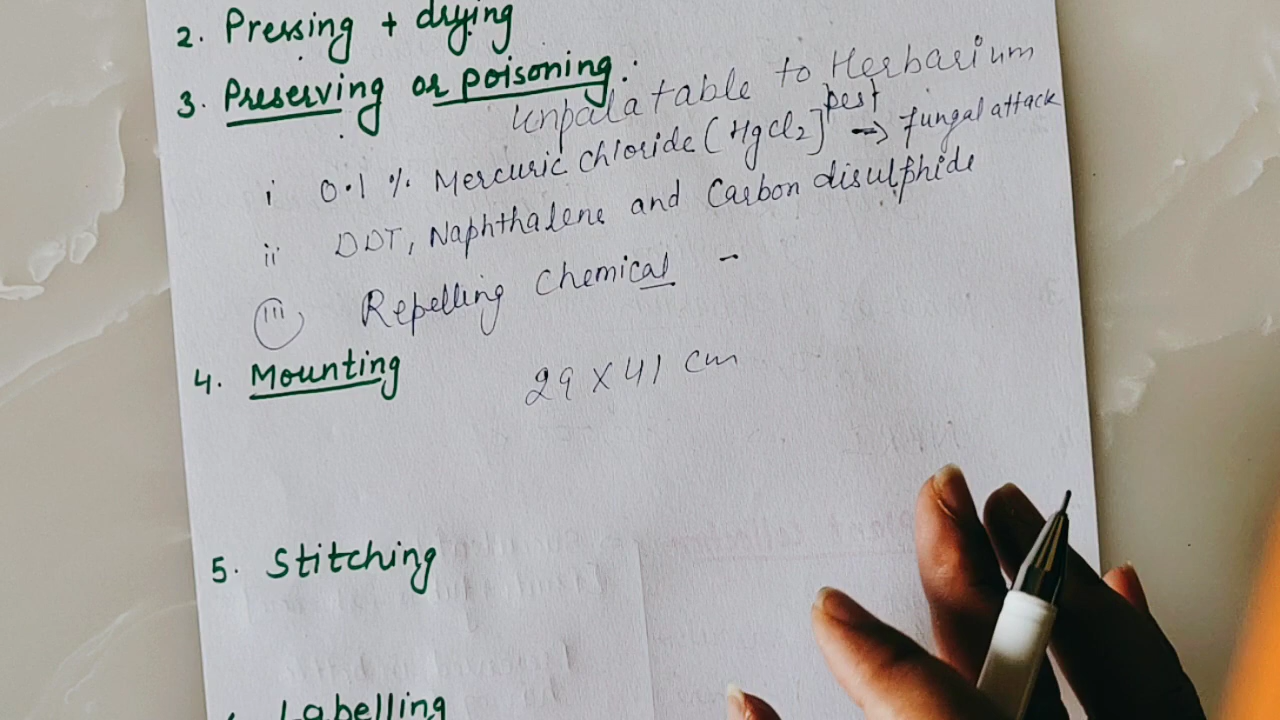 2. Pressing + drying
3. Preserving or poisoning.
Unpalatable to Herbarium
pest
i 0.1 % Mercuric chloride (HgCl2] → fungal attack
ii DDT, Naphthalene and Carbon disulphide
iii Repelling Chemical -
4. Mounting 29 x 41 cm
5. Stitching
Labelling